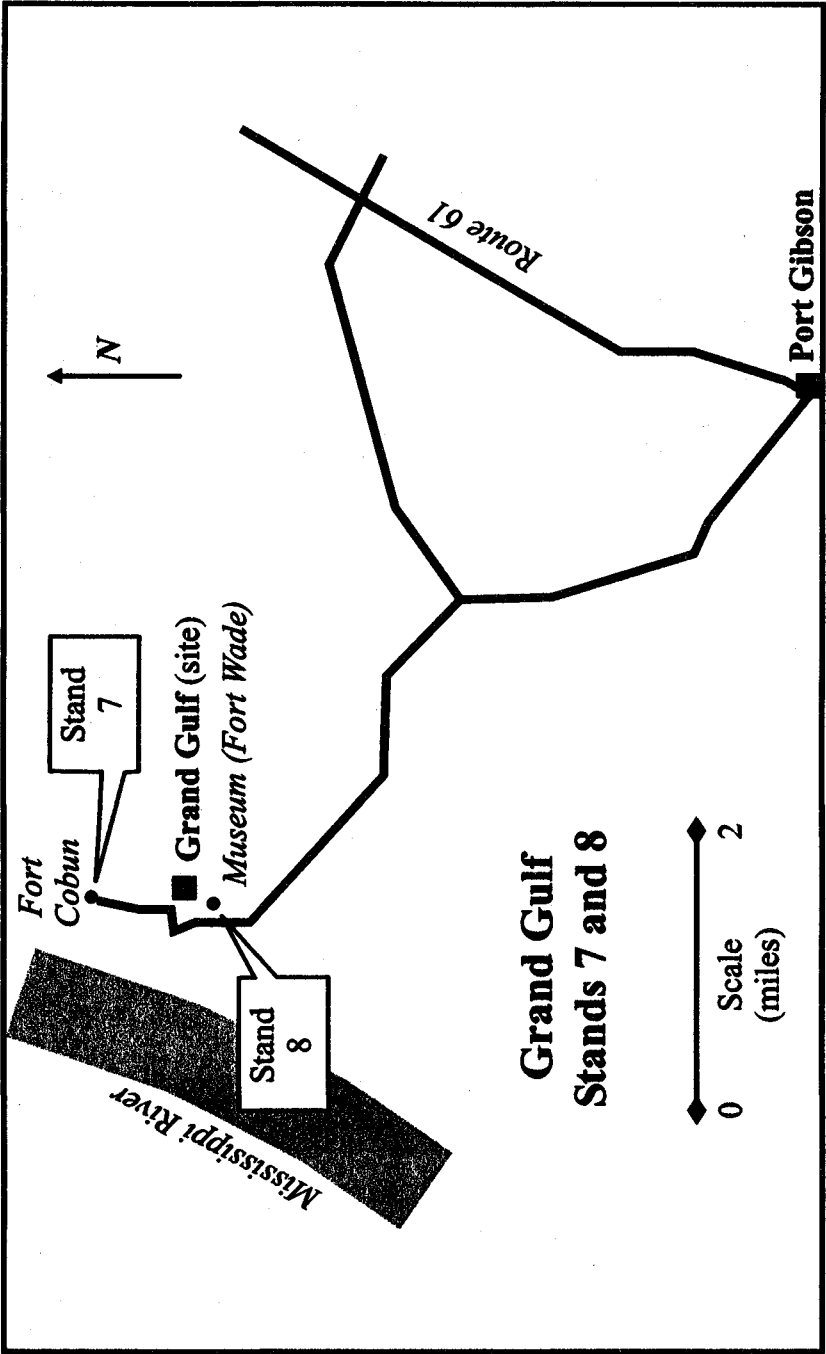 Fort
Cobun
Stand
7
N
Grand Gulf (site)
Museum (Fort Wade)
Mississippi River
Stand
8
Route 61
Grand Gulf
Stands 7 and 8
0
2
Scale
(miles)
Port Gibson